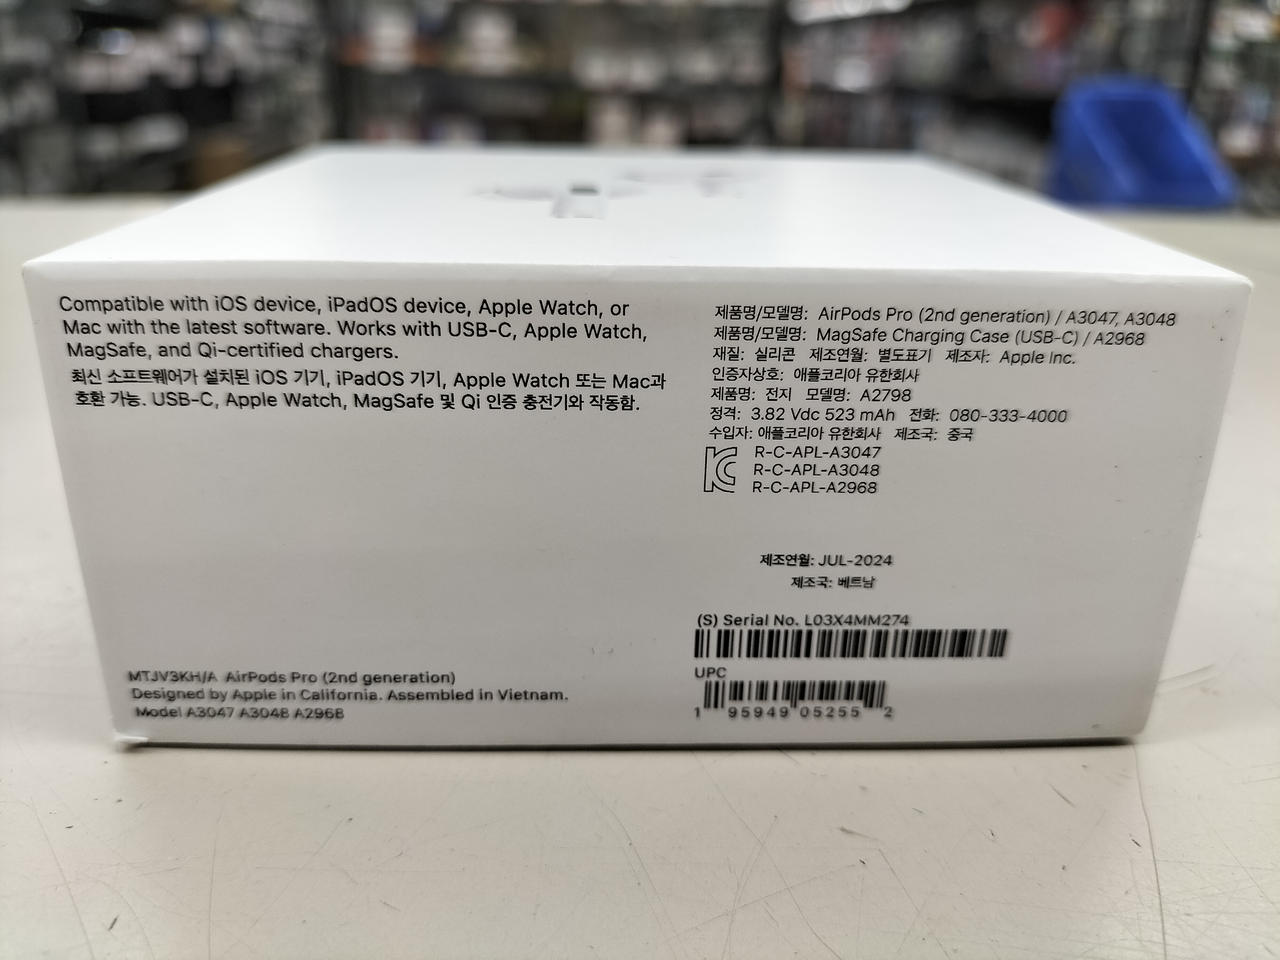 Compatible with iOS device, iPadOS device, Apple Watch, or
Mac with the latest software. Works with USB-C, Apple Watch,
MagSafe, and Qi-certified chargers.
최신 소프트웨어가 설치된 iOS 기기, iPadOS 기기, Apple Watch 또는 Mac과
호환 가능. USB-C, Apple Watch, MagSafe 및 Qi 인증 충전기와 작동함.
MTJV3KH/A AirPods Pro (2nd generation)
Designed by Apple in California. Assembled in Vietnam.
Model A3047 A3048 A2968
제품명/모델명: AirPods Pro (2nd generation) / A3047, A3048
제품명/모델명: MagSafe Charging Case (USB-C) / A2968
재질: 실리콘 제조연월: 별도표기 제조자: Apple Inc.
인증자상호: 애플코리아 유한회사
제품명: 전지 모델명: A2798
정격: 3.82 Vdc 523 mAh 전화: 080-333-4000
수입자: 애플코리아 유한회사 제조국: 중국
R-C-APL-A3047
R-C-APL-A3048
R-C-APL-A2968
제조연월: JUL-2024
제조국: 베트남
(S) Serial No. L03X4MM274
UPC
1 95949 05255 2